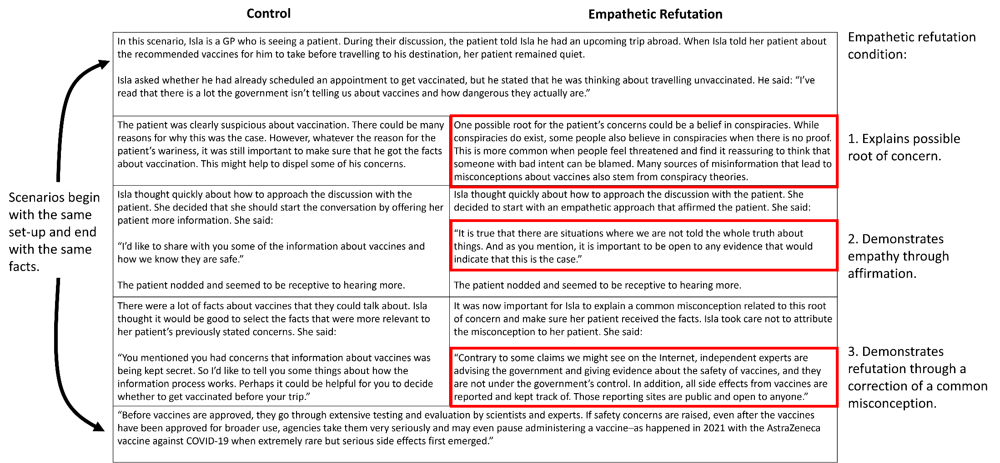 Control
Empathetic Refutation
In this scenario, Isla is a GP who is seeing a patient. During their discussion, the patient told Isla he had an upcoming trip abroad. When Isla told her patient about
the recommended vaccines for him to take before travelling to his destination, her patient remained quiet.
Isla asked whether he had already scheduled an appointment to get vaccinated, but he stated that he was thinking about travelling unvaccinated. He said: “I’ve
read that there is a lot the government isn’t telling us about vaccines and how dangerous they actually are.”
The patient was clearly suspicious about vaccination. There could be many
reasons for why this was the case. However, whatever the reason for the
patient’s wariness, it was still important to make sure that he got the facts
about vaccination. This might help to dispel some of his concerns.
One possible root for the patient’s concerns could be a belief in conspiracies. While
conspiracies do exist, some people also believe in conspiracies when there is no proof.
This is more common when people feel threatened and find it reassuring to think that
someone with bad intent can be blamed. Many sources of misinformation that lead to
misconceptions about vaccines also stem from conspiracy theories.
Isla thought quickly about how to approach the discussion with the
patient. She decided that she should start the conversation by offering her
patient more information. She said:
“I’d like to share with you some of the information about vaccines and
how we know they are safe.”
The patient nodded and seemed to be receptive to hearing more.
Isla thought quickly about how to approach the discussion with the patient. She
decided to start with an empathetic approach that affirmed the patient. She said:
“It is true that there are situations where we are not told the whole truth about
things. And as you mention, it is important to be open to any evidence that would
indicate that this is the case.”
The patient nodded and seemed to be receptive to hearing more.
There were a lot of facts about vaccines that they could talk about. Isla
thought it would be good to select the facts that were more relevant to
her patient’s previously stated concerns. She said:
“You mentioned you had concerns that information about vaccines was
being kept secret. So I’d like to tell you some things about how the
information process works. Perhaps it could be helpful for you to decide
whether to get vaccinated before your trip.”
It was now important for Isla to explain a common misconception related to this root
of concern and make sure her patient received the facts. Isla took care not to attribute
the misconception to her patient. She said:
“Contrary to some claims we might see on the Internet, independent experts are
advising the government and giving evidence about the safety of vaccines, and they
are not under the government’s control. In addition, all side effects from vaccines are
reported and kept track of. Those reporting sites are public and open to anyone.”
“Before vaccines are approved, they go through extensive testing and evaluation by scientists and experts. If safety concerns are raised, even after the vaccines
have been approved for broader use, agencies take them very seriously and may even pause administering a vaccine–as happened in 2021 with the AstraZeneca
vaccine against COVID-19 when extremely rare but serious side effects first emerged.”
Scenarios begin
with the same
set-up and end
with the same
facts.
Empathetic refutation
condition:
1. Explains possible
root of concern.
2. Demonstrates
empathy through
affirmation.
3. Demonstrates
refutation through a
correction of a common
misconception.